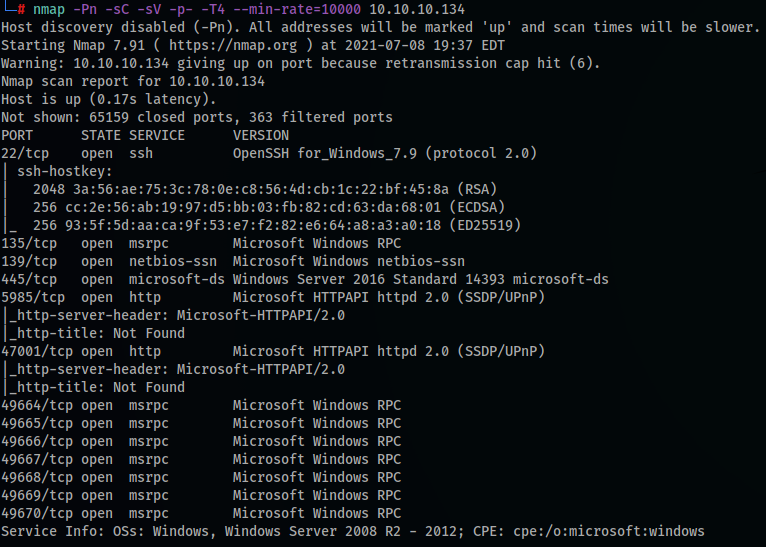 # nmap -Pn -sC -sV -p- -T4 --min-rate=10000 10.10.10.134
Host discovery disabled (-Pn). All addresses will be marked 'up' and scan times will be slower.
Starting Nmap 7.91 ( https://nmap.org ) at 2021-07-08 19:37 EDT
Warning: 10.10.10.134 giving up on port because retransmission cap hit (6).
Nmap scan report for 10.10.10.134
Host is up (0.17s latency).
Not shown: 65159 closed ports, 363 filtered ports
PORT      STATE SERVICE      VERSION
22/tcp    open  ssh          OpenSSH for_Windows_7.9 (protocol 2.0)
| ssh-hostkey:
|   2048 3a:56:ae:75:3c:78:0e:c8:56:4d:cb:1c:22:bf:45:8a (RSA)
|   256 cc:2e:56:ab:19:97:d5:bb:03:fb:82:cd:63:da:68:01 (ECDSA)
|_  256 93:5f:5d:aa:ca:9f:53:e7:f2:82:e6:64:a8:a3:a0:18 (ED25519)
135/tcp   open  msrpc        Microsoft Windows RPC
139/tcp   open  netbios-ssn  Microsoft Windows netbios-ssn
445/tcp   open  microsoft-ds Windows Server 2016 Standard 14393 microsoft-ds
5985/tcp  open  http         Microsoft HTTPAPI httpd 2.0 (SSDP/UPnP)
|_http-server-header: Microsoft-HTTPAPI/2.0
|_http-title: Not Found
47001/tcp open  http         Microsoft HTTPAPI httpd 2.0 (SSDP/UPnP)
|_http-server-header: Microsoft-HTTPAPI/2.0
|_http-title: Not Found
49664/tcp open  msrpc        Microsoft Windows RPC
49665/tcp open  msrpc        Microsoft Windows RPC
49666/tcp open  msrpc        Microsoft Windows RPC
49667/tcp open  msrpc        Microsoft Windows RPC
49668/tcp open  msrpc        Microsoft Windows RPC
49669/tcp open  msrpc        Microsoft Windows RPC
49670/tcp open  msrpc        Microsoft Windows RPC
Service Info: OSs: Windows, Windows Server 2008 R2 - 2012; CPE: cpe:/o:microsoft:windows